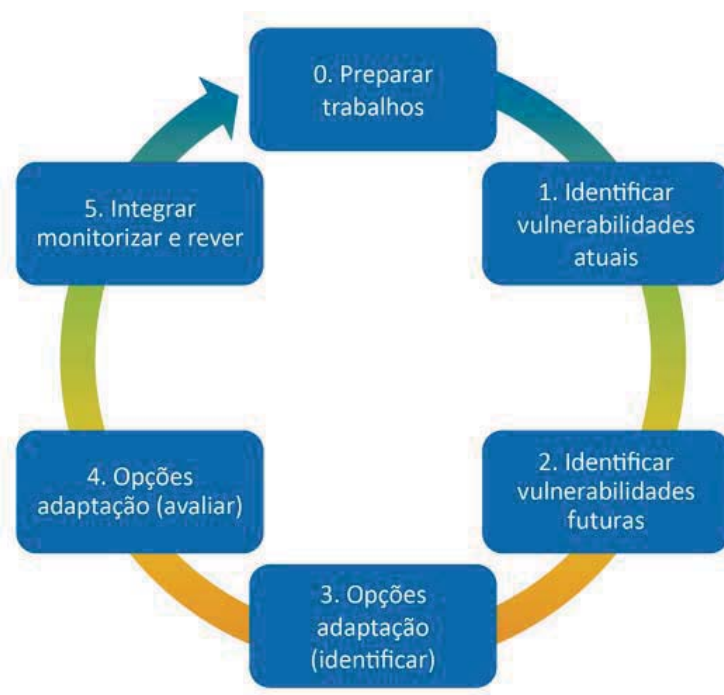 0. Preparar
trabalhos
1. Identificar
vulnerabilidades
atuais
2. Identificar
vulnerabilidades
futuras
3. Opções
adaptação
(identificar)
4. Opções
adaptação (avaliar)
5. Integrar
monitorizar e rever